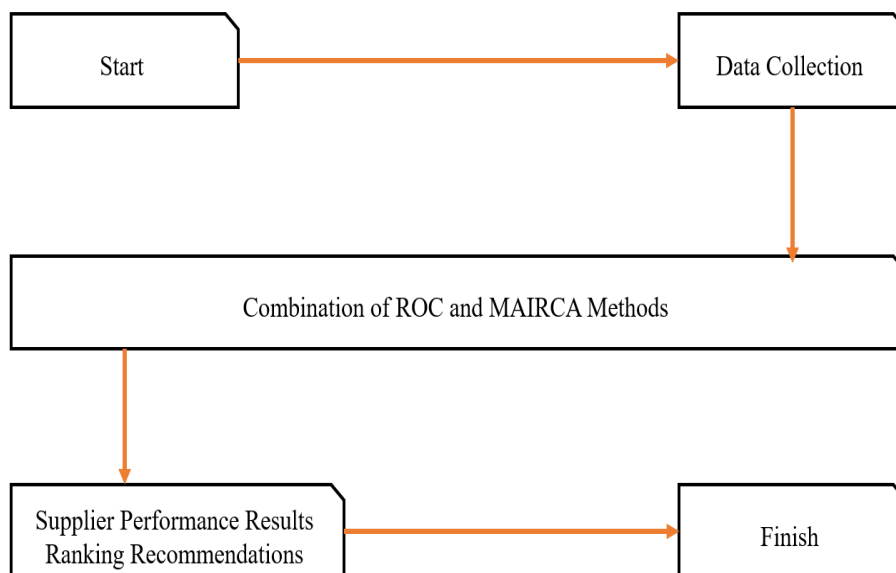 Start
Data Collection
Combination of ROC and MAIRCA Methods
Supplier Performance Results
Ranking Recommendations
Finish